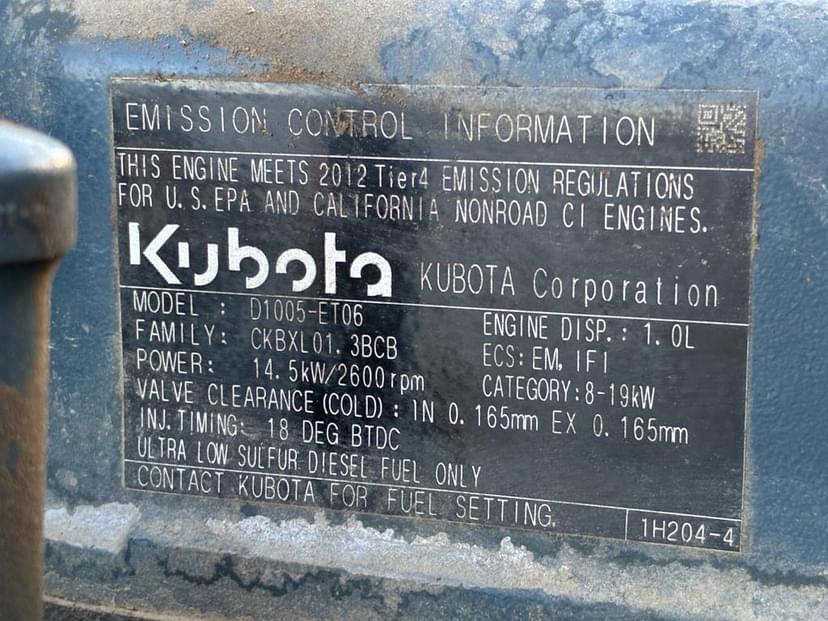 EMISSION CONTROL INFORMATION
THIS ENGINE MEETS 2012 Tier4 EMISSION REGULATIONS
FOR U.S.EPA AND CALIFORNIA NONROAD CI ENGINES.
Kubota KUBOTA Corporation
MODEL : D1005-ET06 ENGINE DISP.: 1.0L
FAMILY: CKBXL01.3BCB ECS:EM,IFI
POWER: 14.5kW/2600rpm CATEGORY:8-19kW
VALVE CLEARANCE(COLD): IN 0.165mm EX 0.165mm
INJ.TIMING: 18 DEG BTDC
ULTRA LOW SULFUR DIESEL FUEL ONLY
CONTACT KUBOTA FOR FUEL SETTING.
1H204-4